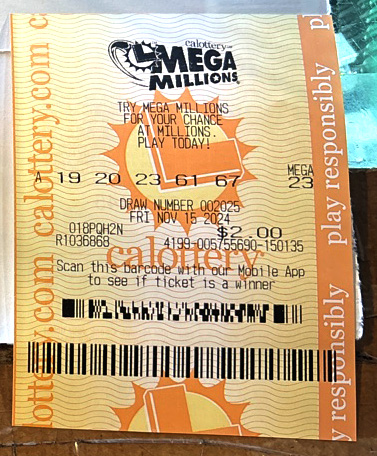 calottery
MEGA
MILLIONS
TRY MEGA MILLIONS
FOR YOUR CHANCE
AT MILLIONS.
PLAY TODAY!
MEGA
A 19 20 23 61 67 23
DRAW NUMBER 002025
FRI NOV 15 2024
018PQH2N $2.00
R1036868 4199-005755690-150135
calottery
Scan this barcode with our Mobile App
to see if ticket is a winner
calottery.com calottery.com
play responsibly play responsibly